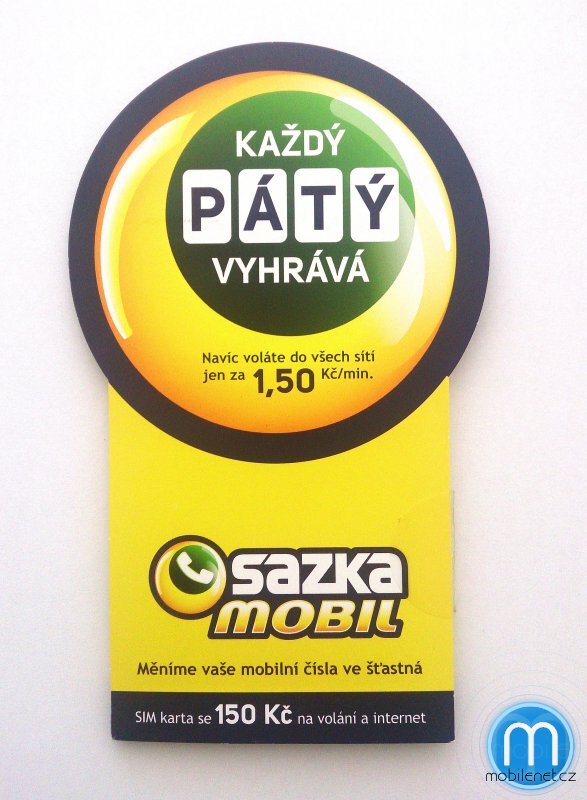 KAŽDÝ
PÁTÝ
VYHRÁVÁ
Navíc voláte do všech sítí
jen za 1,50 Kč/min.
sazka
MOBIL
Měníme vaše mobilní čísla ve šťastná
SIM karta se 150 Kč na volání a internet
m
mobilenet.cz